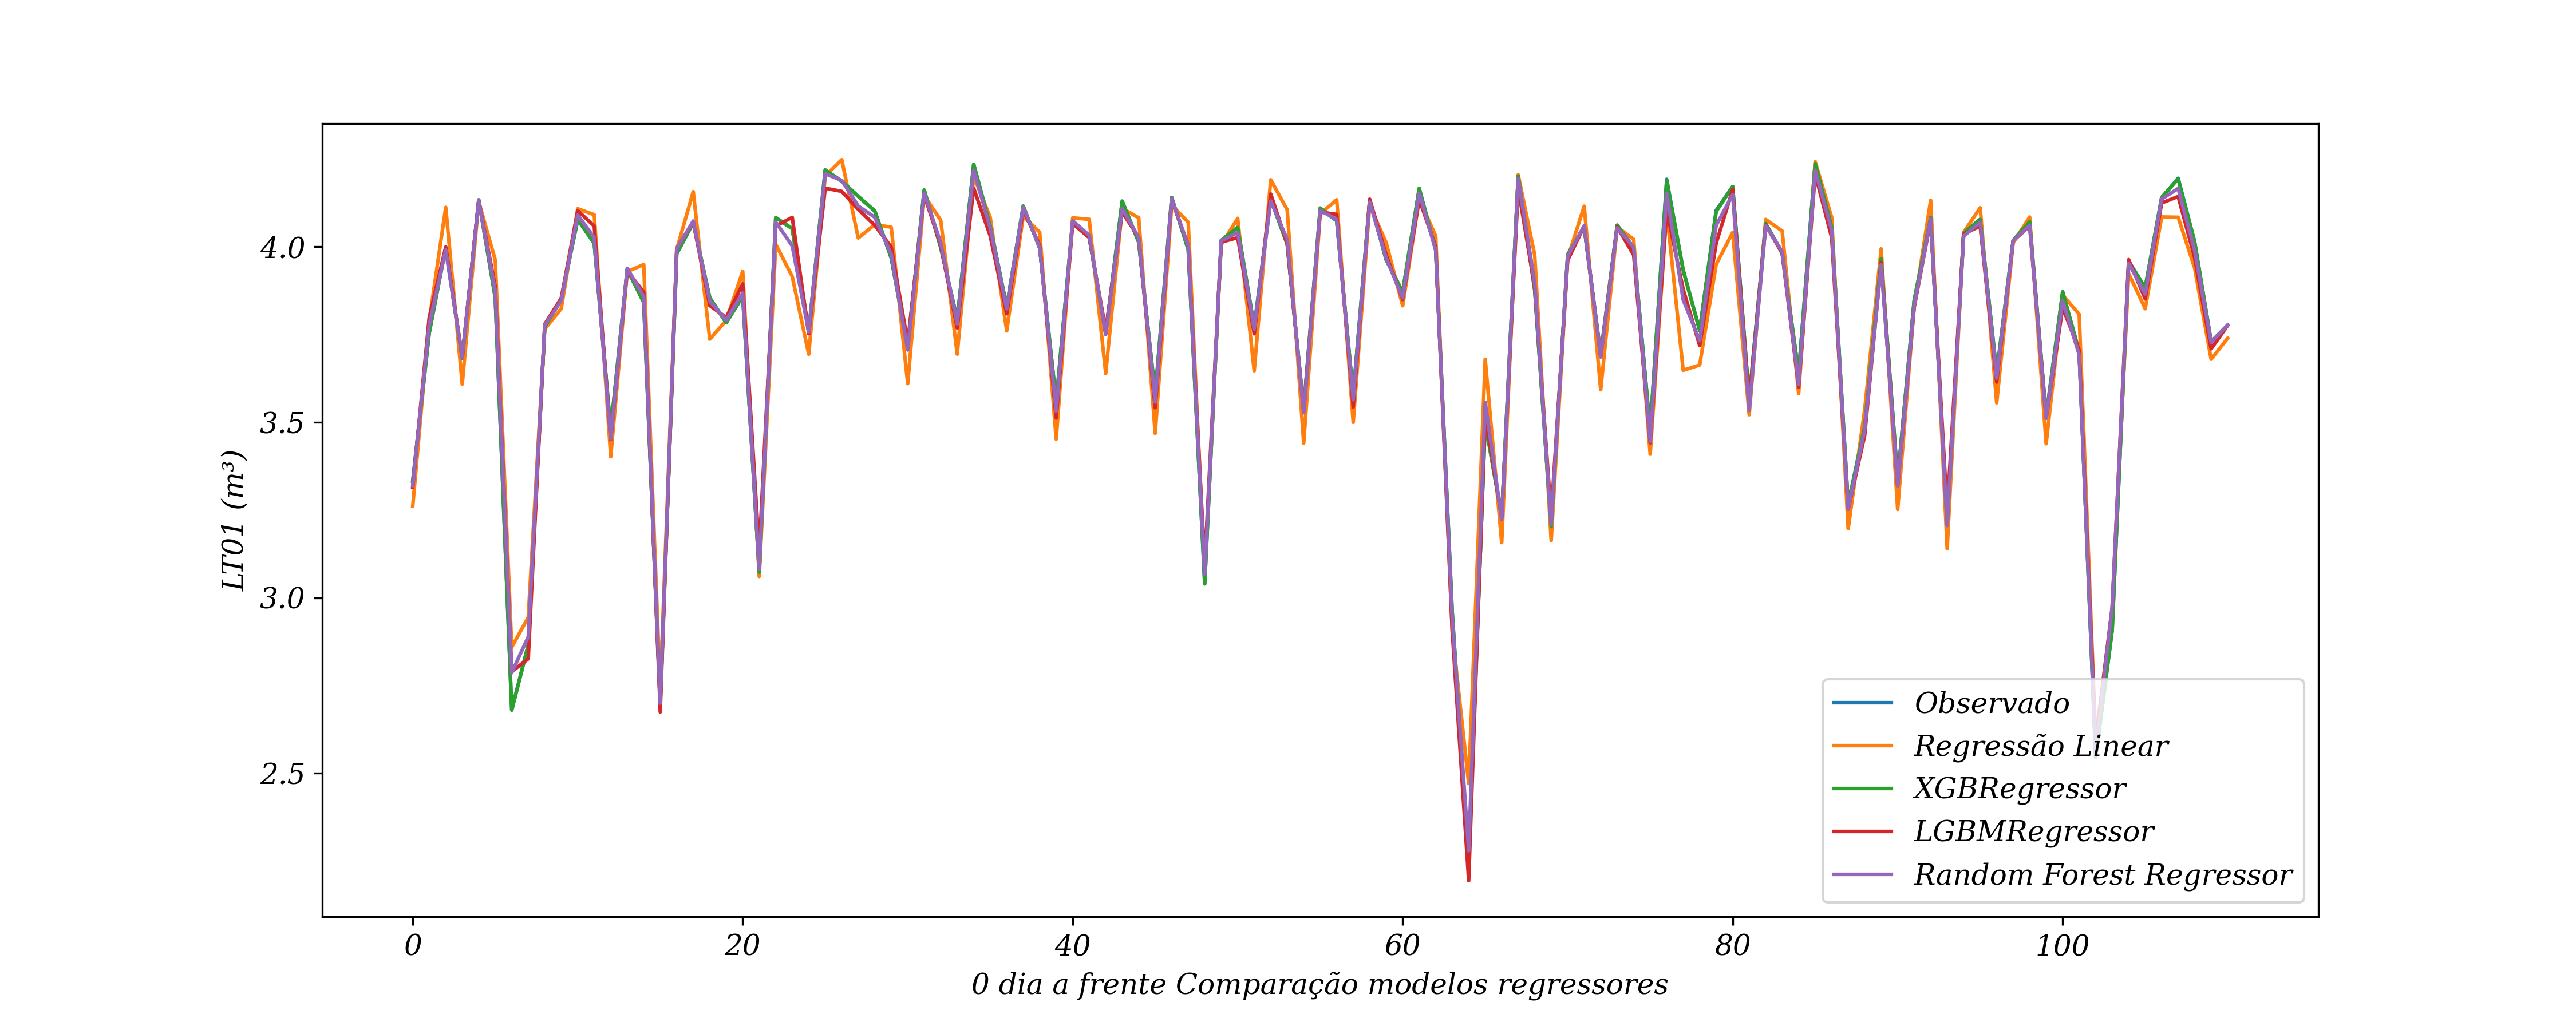 4.0
3.5
3.0
2.5
LT01 (m³)
0 20 40 60 80 100
0 dia a frente Comparação modelos regressores
Observado
Regressão Linear
XGBRegressor
LGBMRegressor
Random Forest Regressor